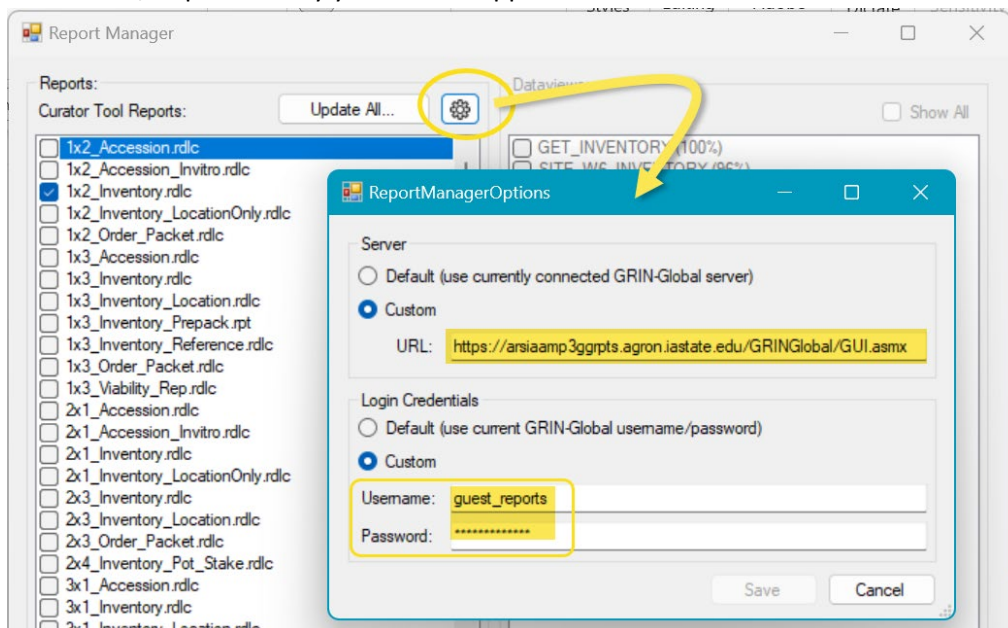 Report Manager
Reports:
Curator Tool Reports:
Update All...
1x2_Accession.rdlc
1x2_Accession_Invitro.rdlc
1x2_Inventory.rdlc
1x2_Inventory_LocationOnly.rdlc
1x2_Order_Packet.rdlc
1x3_Accession.rdlc
1x3_Inventory.rdlc
1x3_Inventory_Location.rdlc
1x3_Inventory_Prepack.rpt
1x3_Inventory_Reference.rdlc
1x3_Order_Packet.rdlc
1x3_Viability_Rep.rdlc
2x1_Accession.rdlc
2x1_Accession_Invitro.rdlc
2x1_Inventory.rdlc
2x1_Inventory_LocationOnly.rdlc
2x3_Inventory.rdlc
2x3_Inventory_Location.rdlc
2x3_Order_Packet.rdlc
2x4_Inventory_Pot_Stake.rdlc
3x1_Accession.rdlc
3x1_Inventory.rdlc
3x1_Inventory_Location.rdlc
Show All
GET_INVENTORY (100%)
ReportManagerOptions
Server
Default (use currently connected GRIN-Global server)
Custom
URL: https://arsiaamp3ggrpts.agron.iastate.edu/GRINGlobal/GUI.asmx
Login Credentials
Default (use current GRIN-Global username/password)
Custom
Username: guest_reports
Password: *************
Save Cancel